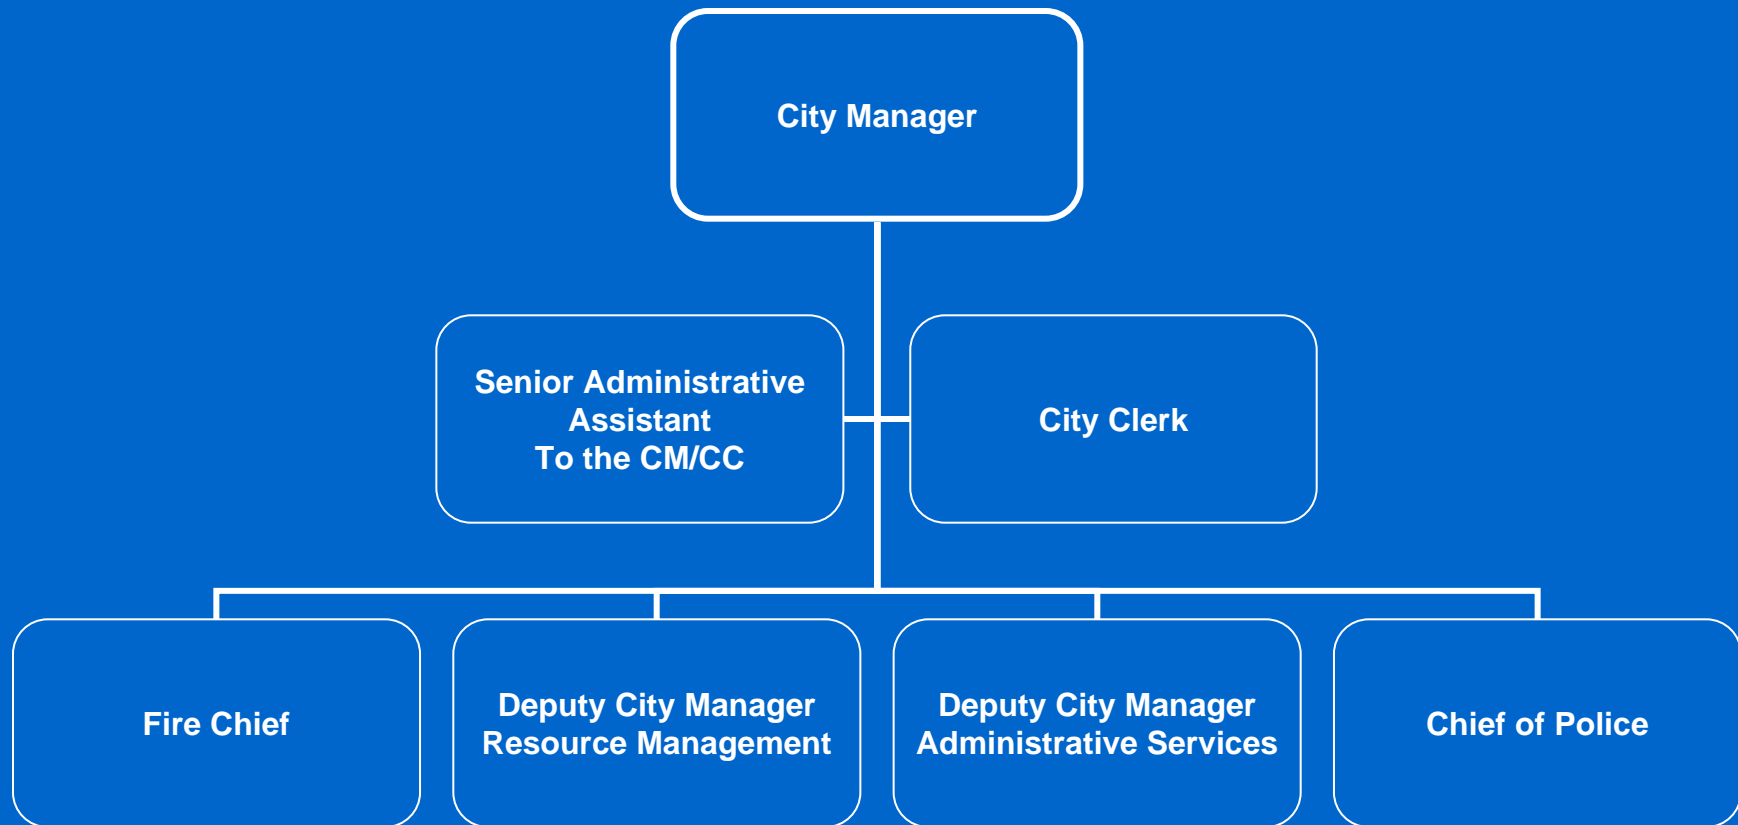 City Manager
Senior Administrative
Assistant
To the CM/CC
City Clerk
Fire Chief
Deputy City Manager
Resource Management
Deputy City Manager
Administrative Services
Chief of Police